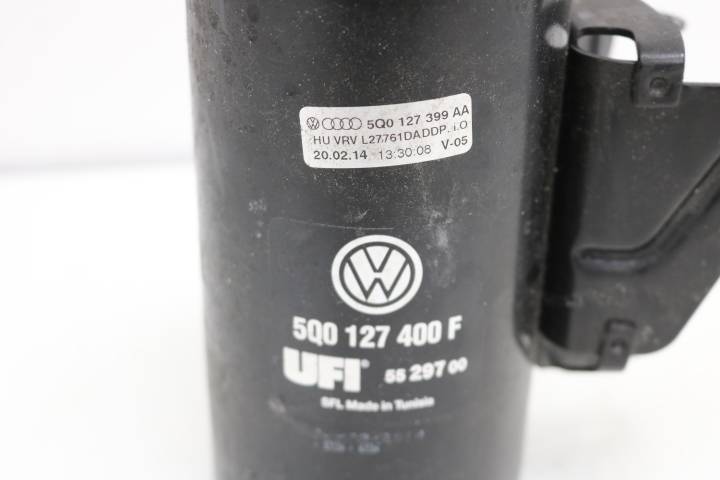 5Q0 127 399 AA
HU VRV L27761DADDP
20.02.14 13:30:08 V-05
5Q0 127 400 F
UFI® 55 297 00
SFL Made in Tunisia